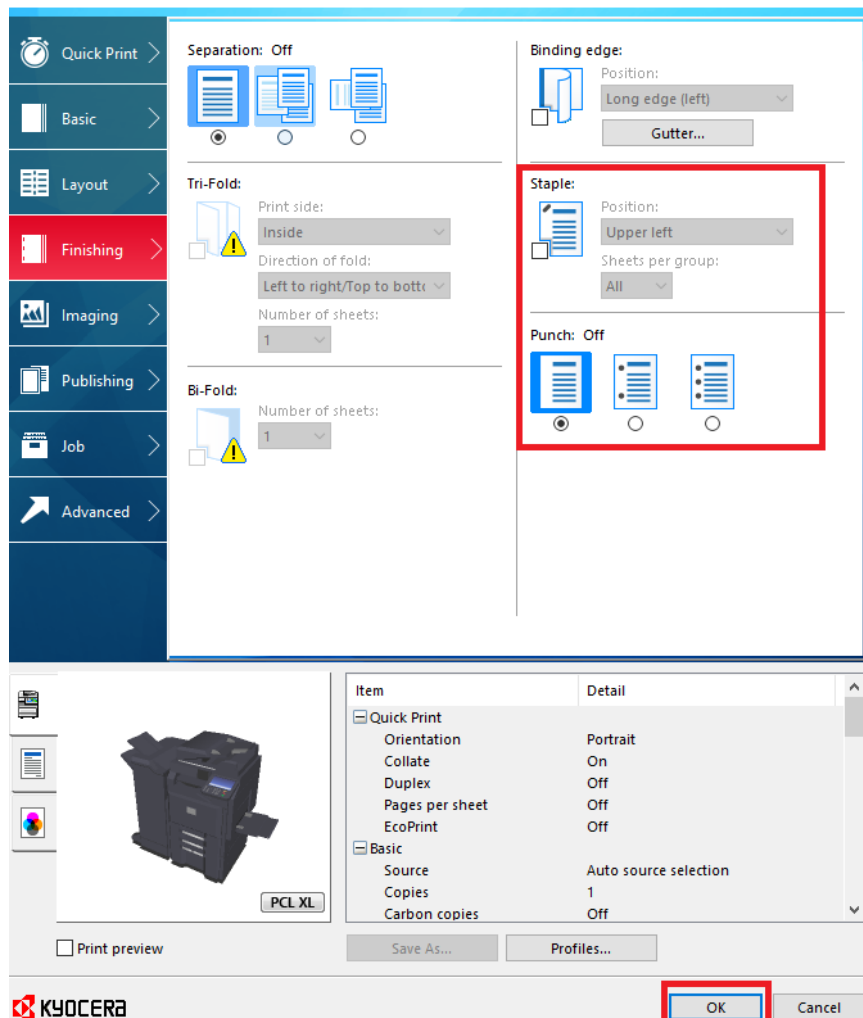 Quick Print
Basic
Layout
Finishing
Imaging
Publishing
Job
Advanced
Separation: Off
Tri-Fold:
Print side:
Inside
Direction of fold:
Left to right/Top to botto
Number of sheets:
1
Bi-Fold:
Number of sheets:
1
Binding edge:
Position:
Long edge (left)
Gutter...
Staple:
Position:
Upper left
Sheets per group:
All
Punch: Off
PCL XL
Print preview
Item Detail
Quick Print
Orientation Portrait
Collate On
Duplex Off
Pages per sheet Off
EcoPrint Off
Basic
Source Auto source selection
Copies 1
Carbon copies Off
Save As... Profiles...
KYOCERA
OK Cancel